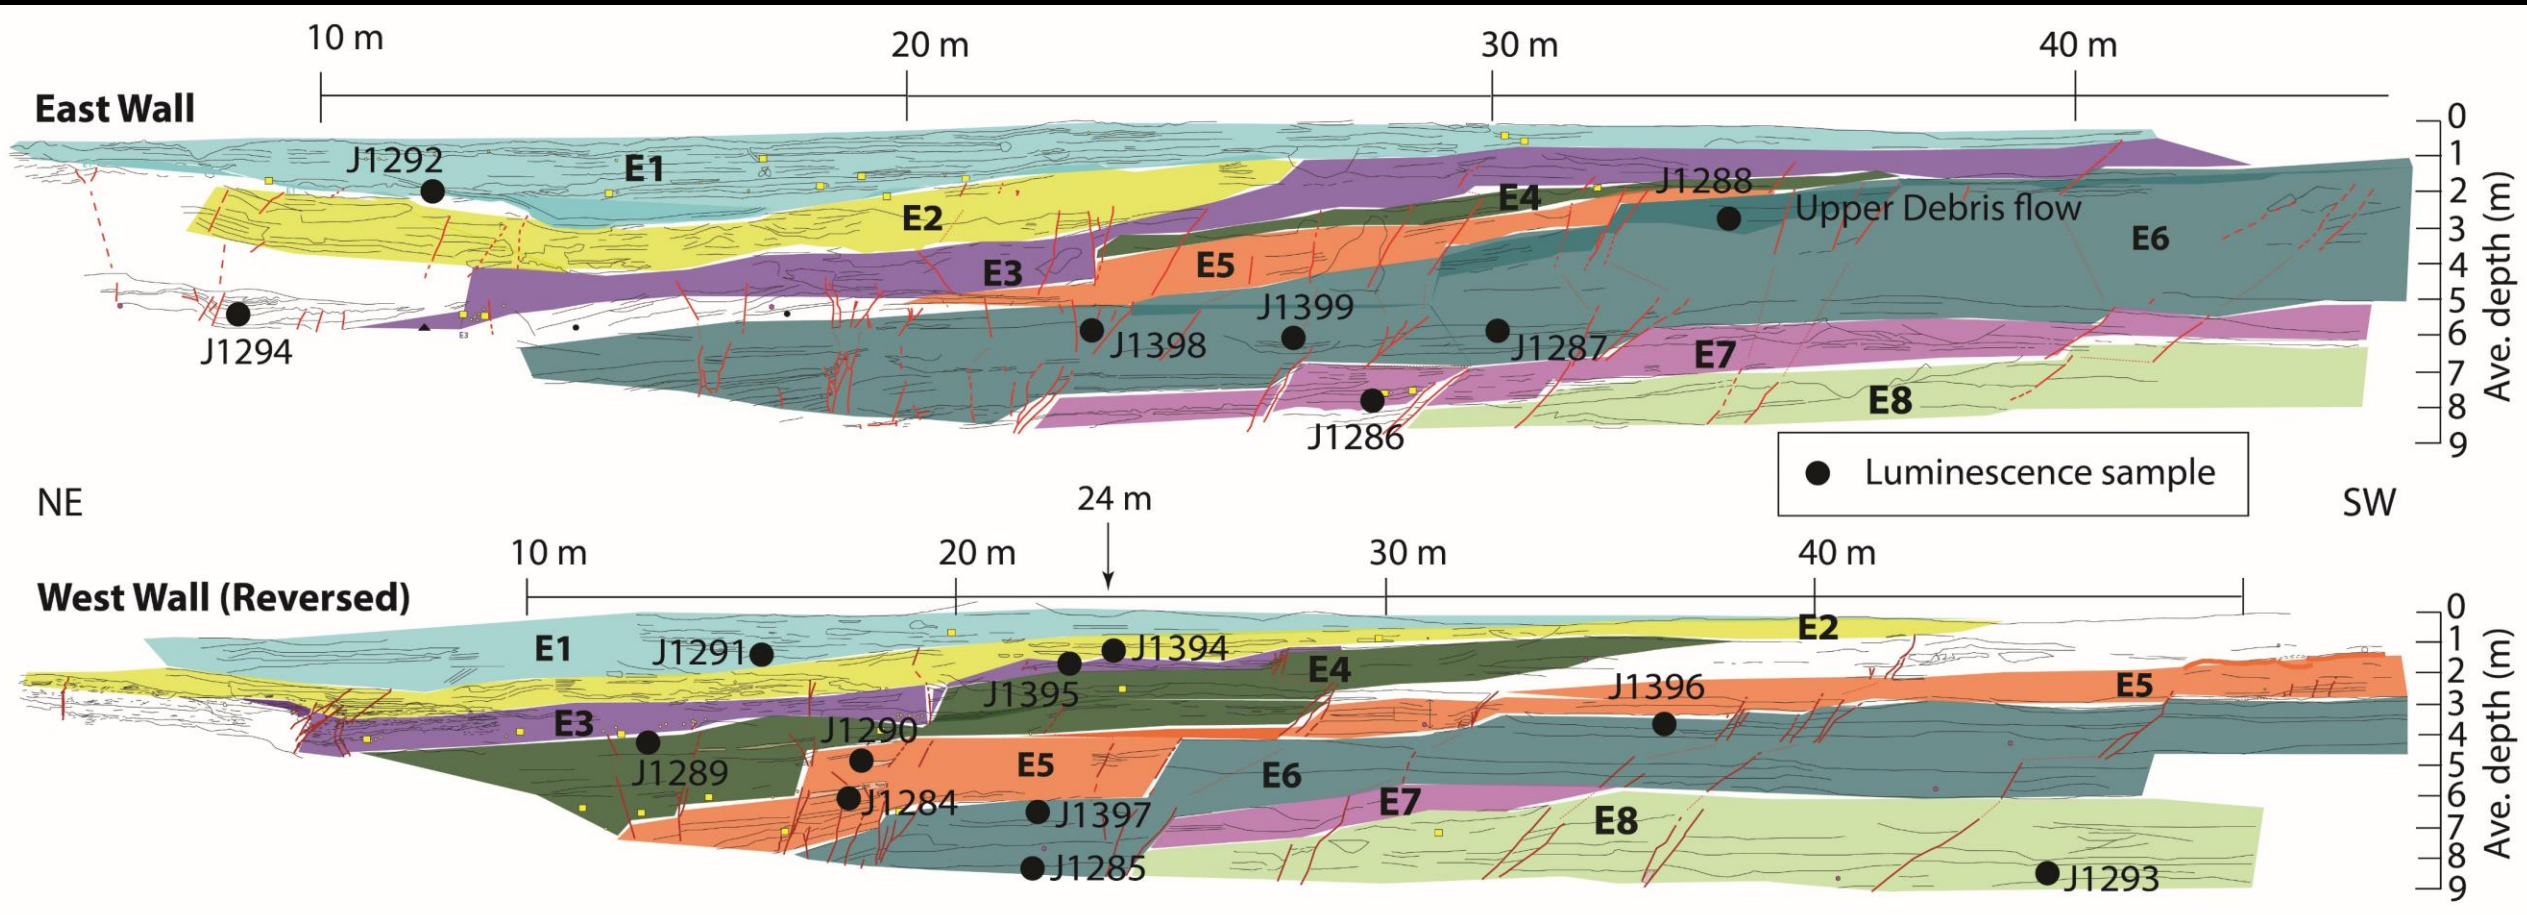 10 m 20 m 30 m 40 m
East Wall
0
J1292
E1
1
E4
J1288
2
E2
Upper Debris flow
3
E6
E3
E5
4
J1399
5
J1398
J1287
6
J1294
E3
E7
7
E8
8
J1286
9
Ave. depth (m)
Luminescence sample
NE
24 m
SW
10 m 20 m 30 m 40 m
West Wall (Reversed)
0
E2
E1
J1291
J1394
1
E4
2
J1395
J1396
E5
3
E3
J1290
4
J1289
E5
E6
5
J1284
E7
6
J1397
E8
7
J1285
8
J1293
9
Ave. depth (m)